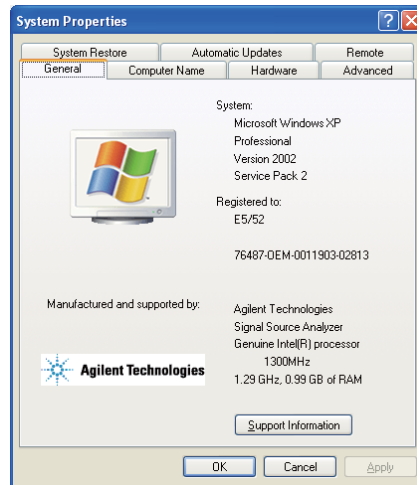 System Properties
System Restore
Automatic Updates
Remote
General
Computer Name
Hardware
Advanced
System:
Microsoft Windows XP
Professional
Version 2002
Service Pack 2
Registered to:
E5/52
76487-OEM-0011903-02813
Manufactured and supported by:
Agilent Technologies
Agilent Technologies
Signal Source Analyzer
Genuine Intel(R) processor
1300MHz
1.29 GHz, 0.99 GB of RAM
Support Information
OK
Cancel
Apply